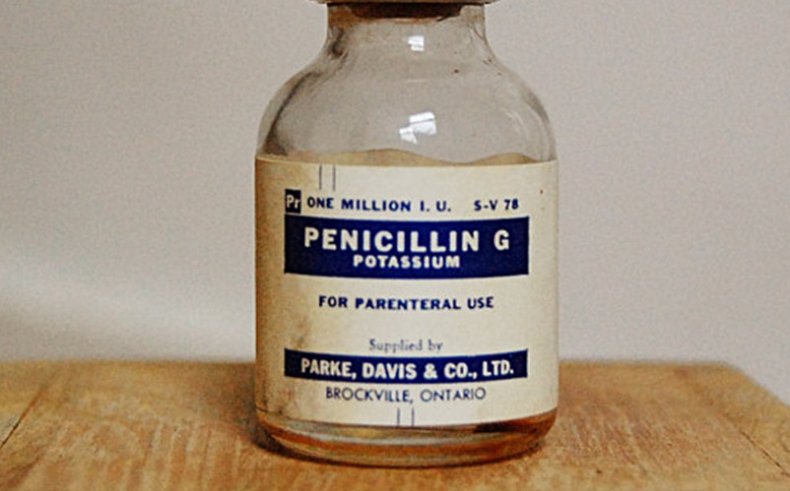 Pr ONE MILLION I. U. S-V 78
PENICILLIN G
POTASSIUM
FOR PARENTERAL USE
Supplied by
PARKE, DAVIS & CO., LTD.
BROCKVILLE, ONTARIO